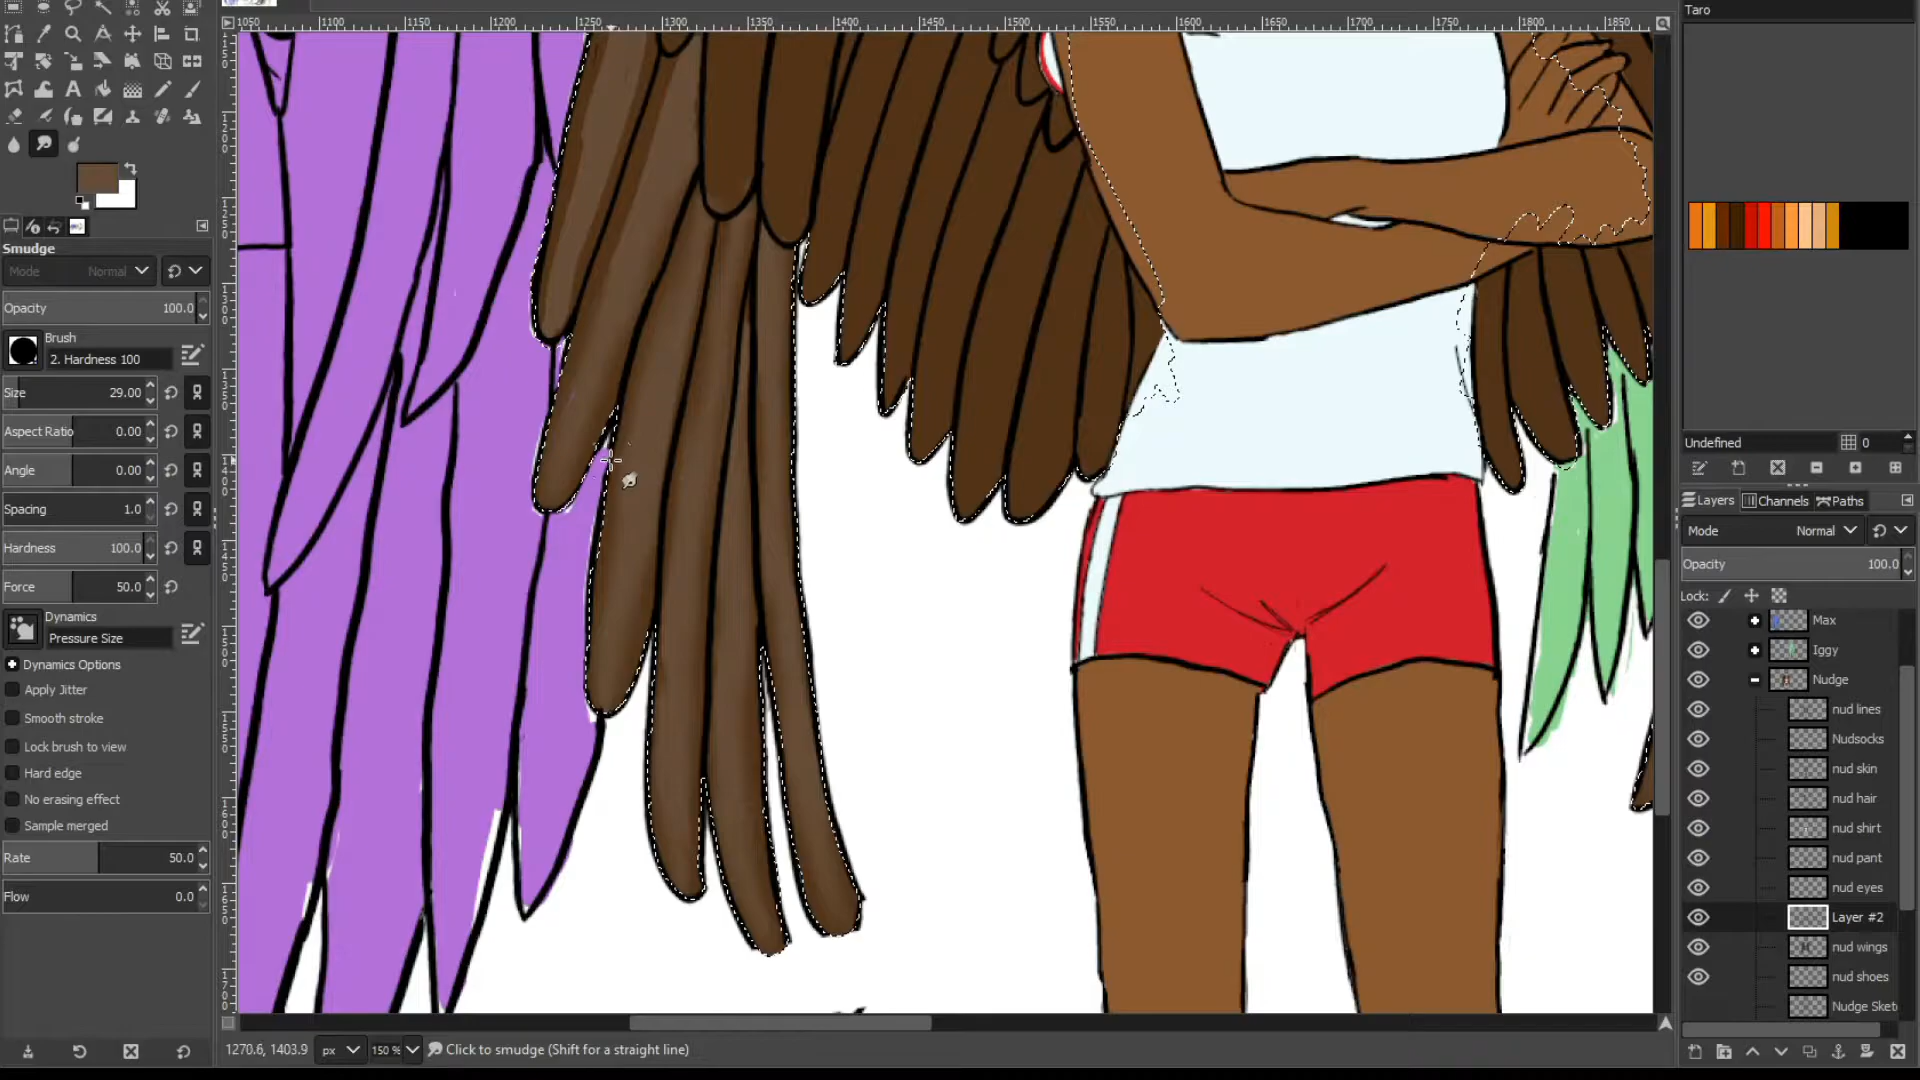 1050 1100 1150 1200 1250 1300 1350 1400 1450 1500 1550 1600 1650 1700 1750 1800 1850
Taro
Smudge
Mode Normal
Opacity 100.0
Brush
2. Hardness 100
Size 29.00
Aspect Ratio 0.00
Angle 0.00
Spacing 1.0
Hardness 100.0
Force 50.0
Dynamics
Pressure Size
Dynamics Options
Apply Jitter
Smooth stroke
Lock brush to view
Hard edge
No erasing effect
Sample merged
Rate 50.0
Flow 0.0
1270.6, 1403.9 px 150 % Click to smudge (Shift for a straight line)
Undefined 0
Layers Channels Paths
Mode Normal
Opacity 100.0
Lock:
Max
Iggy
Nudge
nud lines
Nudsocks
nud skin
nud hair
nud shirt
nud pant
nud eyes
Layer #2
nud wings
nud shoes
Nudge Sket